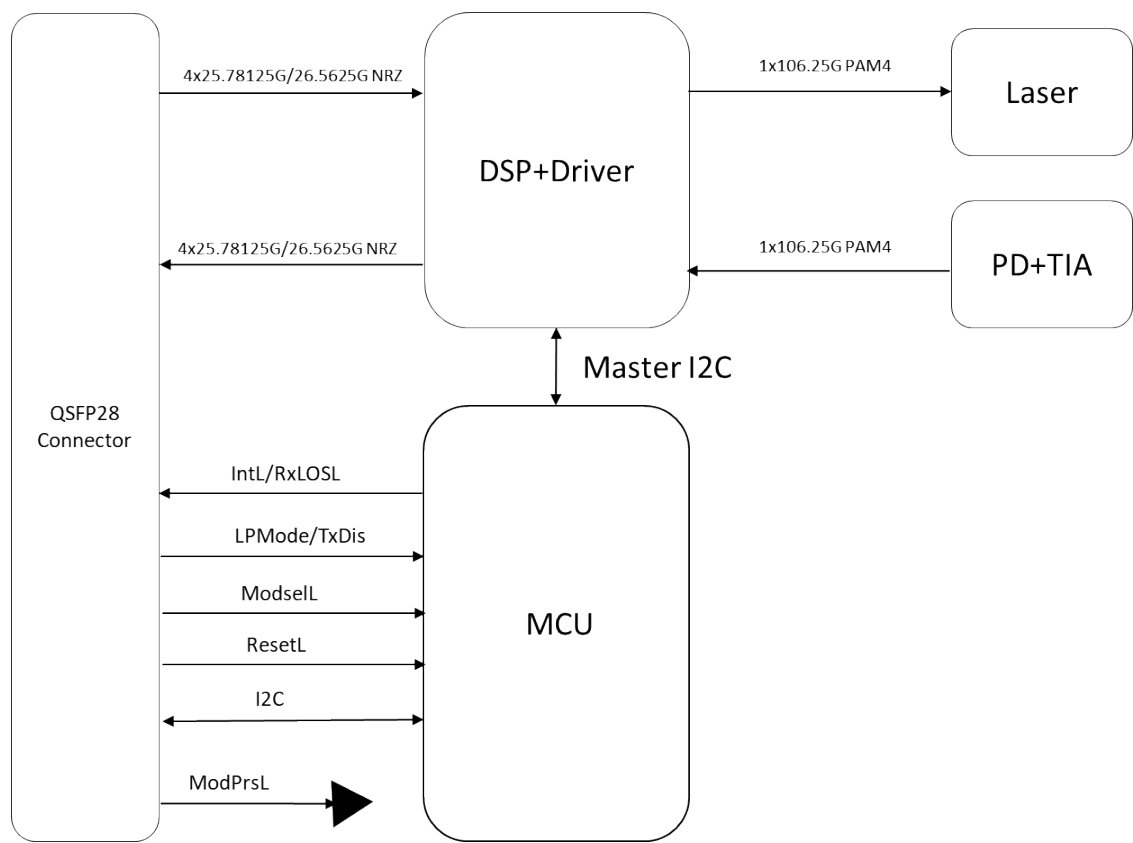 4x25.78125G/26.5625G NRZ
1x106.25G PAM4
Laser
DSP+Driver
4x25.78125G/26.5625G NRZ
1x106.25G PAM4
PD+TIA
Master I2C
QSFP28
Connector
IntL/RxLOSL
LPMode/TxDis
ModselL
MCU
ResetL
I2C
ModPrsL